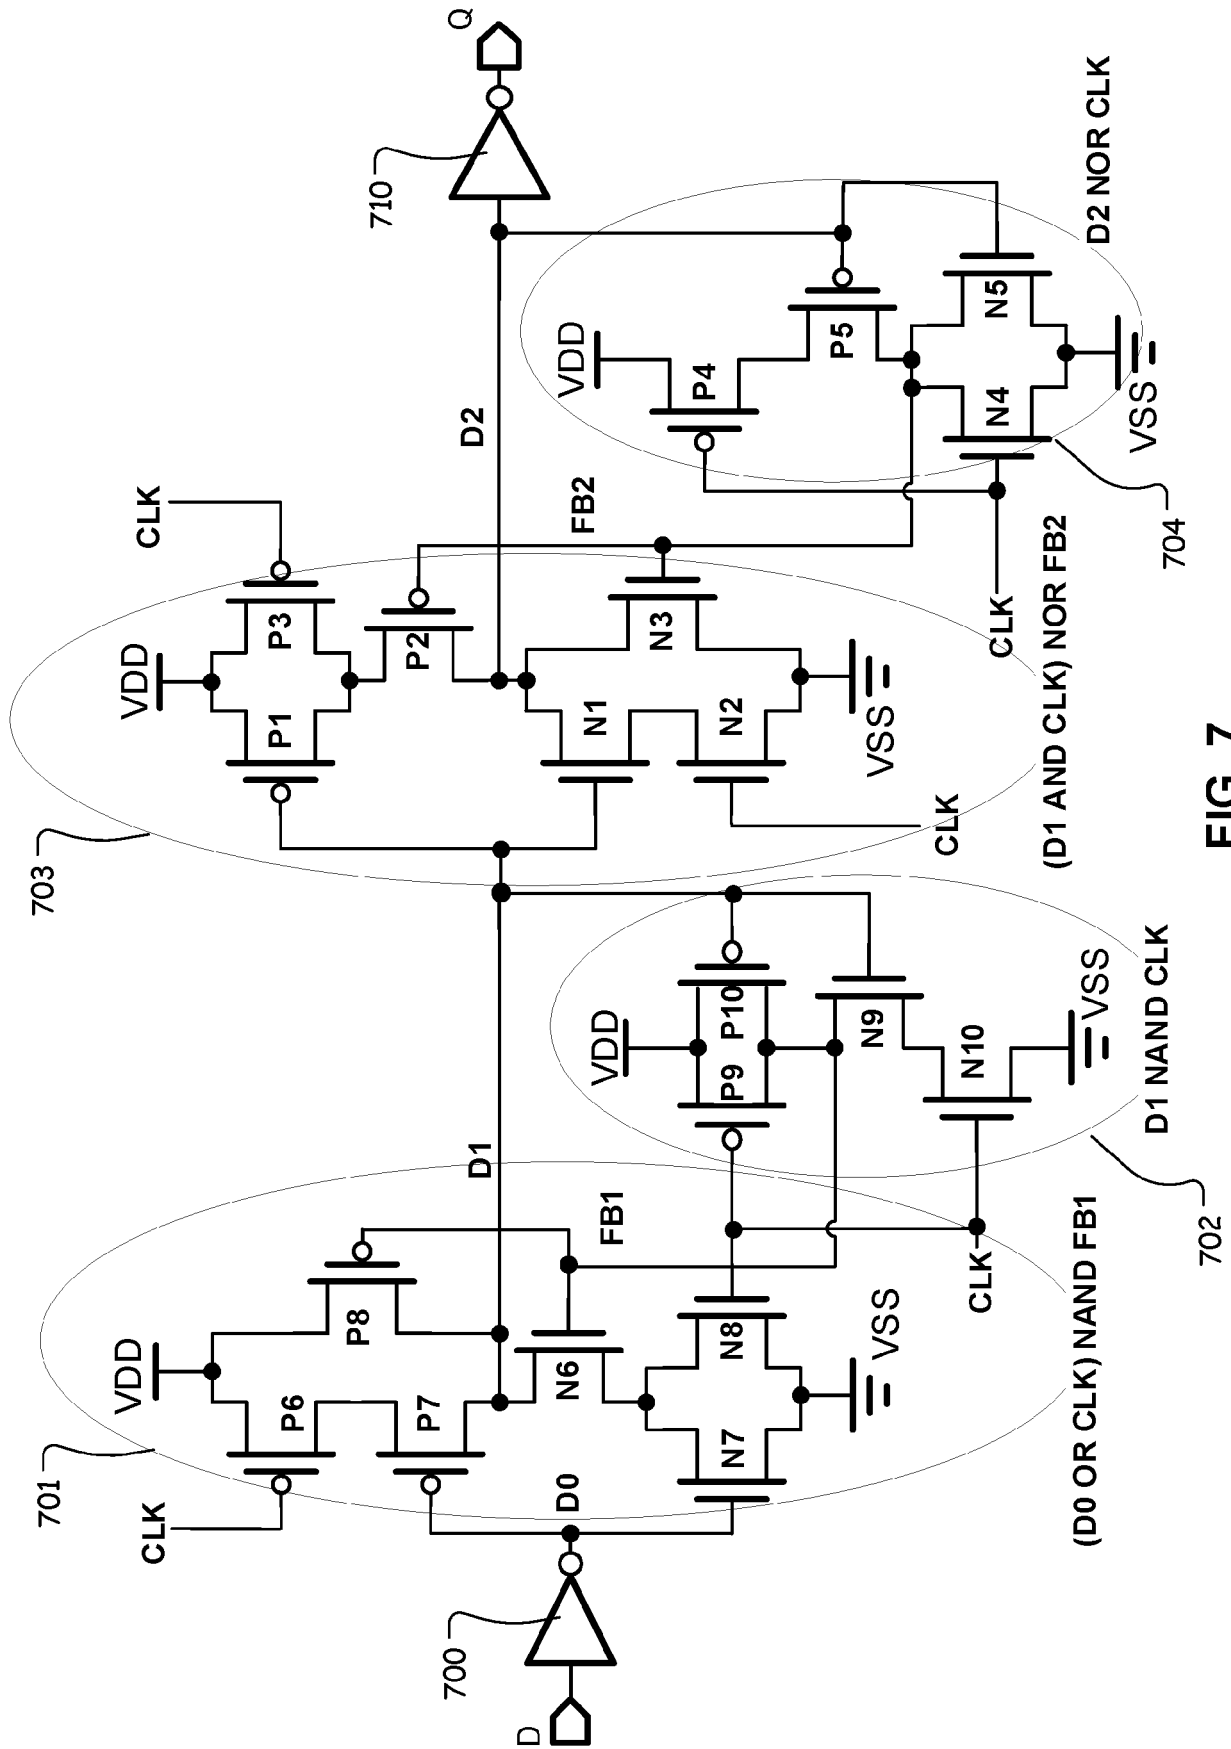 D
700
D0
CLK
701
VDD
P6
P7
P8
N6
N7
N8
VSS
FB1
(D0 OR CLK) NAND FB1
D1
CLK
702
VDD
P9
P10
N9
N10
VSS
D1 NAND CLK
703
VDD
P1
P3
CLK
P2
N1
N2
N3
VSS
CLK
(D1 AND CLK) NOR FB2
FB2
D2
CLK
704
VDD
P4
P5
N4
N5
VSS
D2 NOR CLK
710
Q
FIG. 7